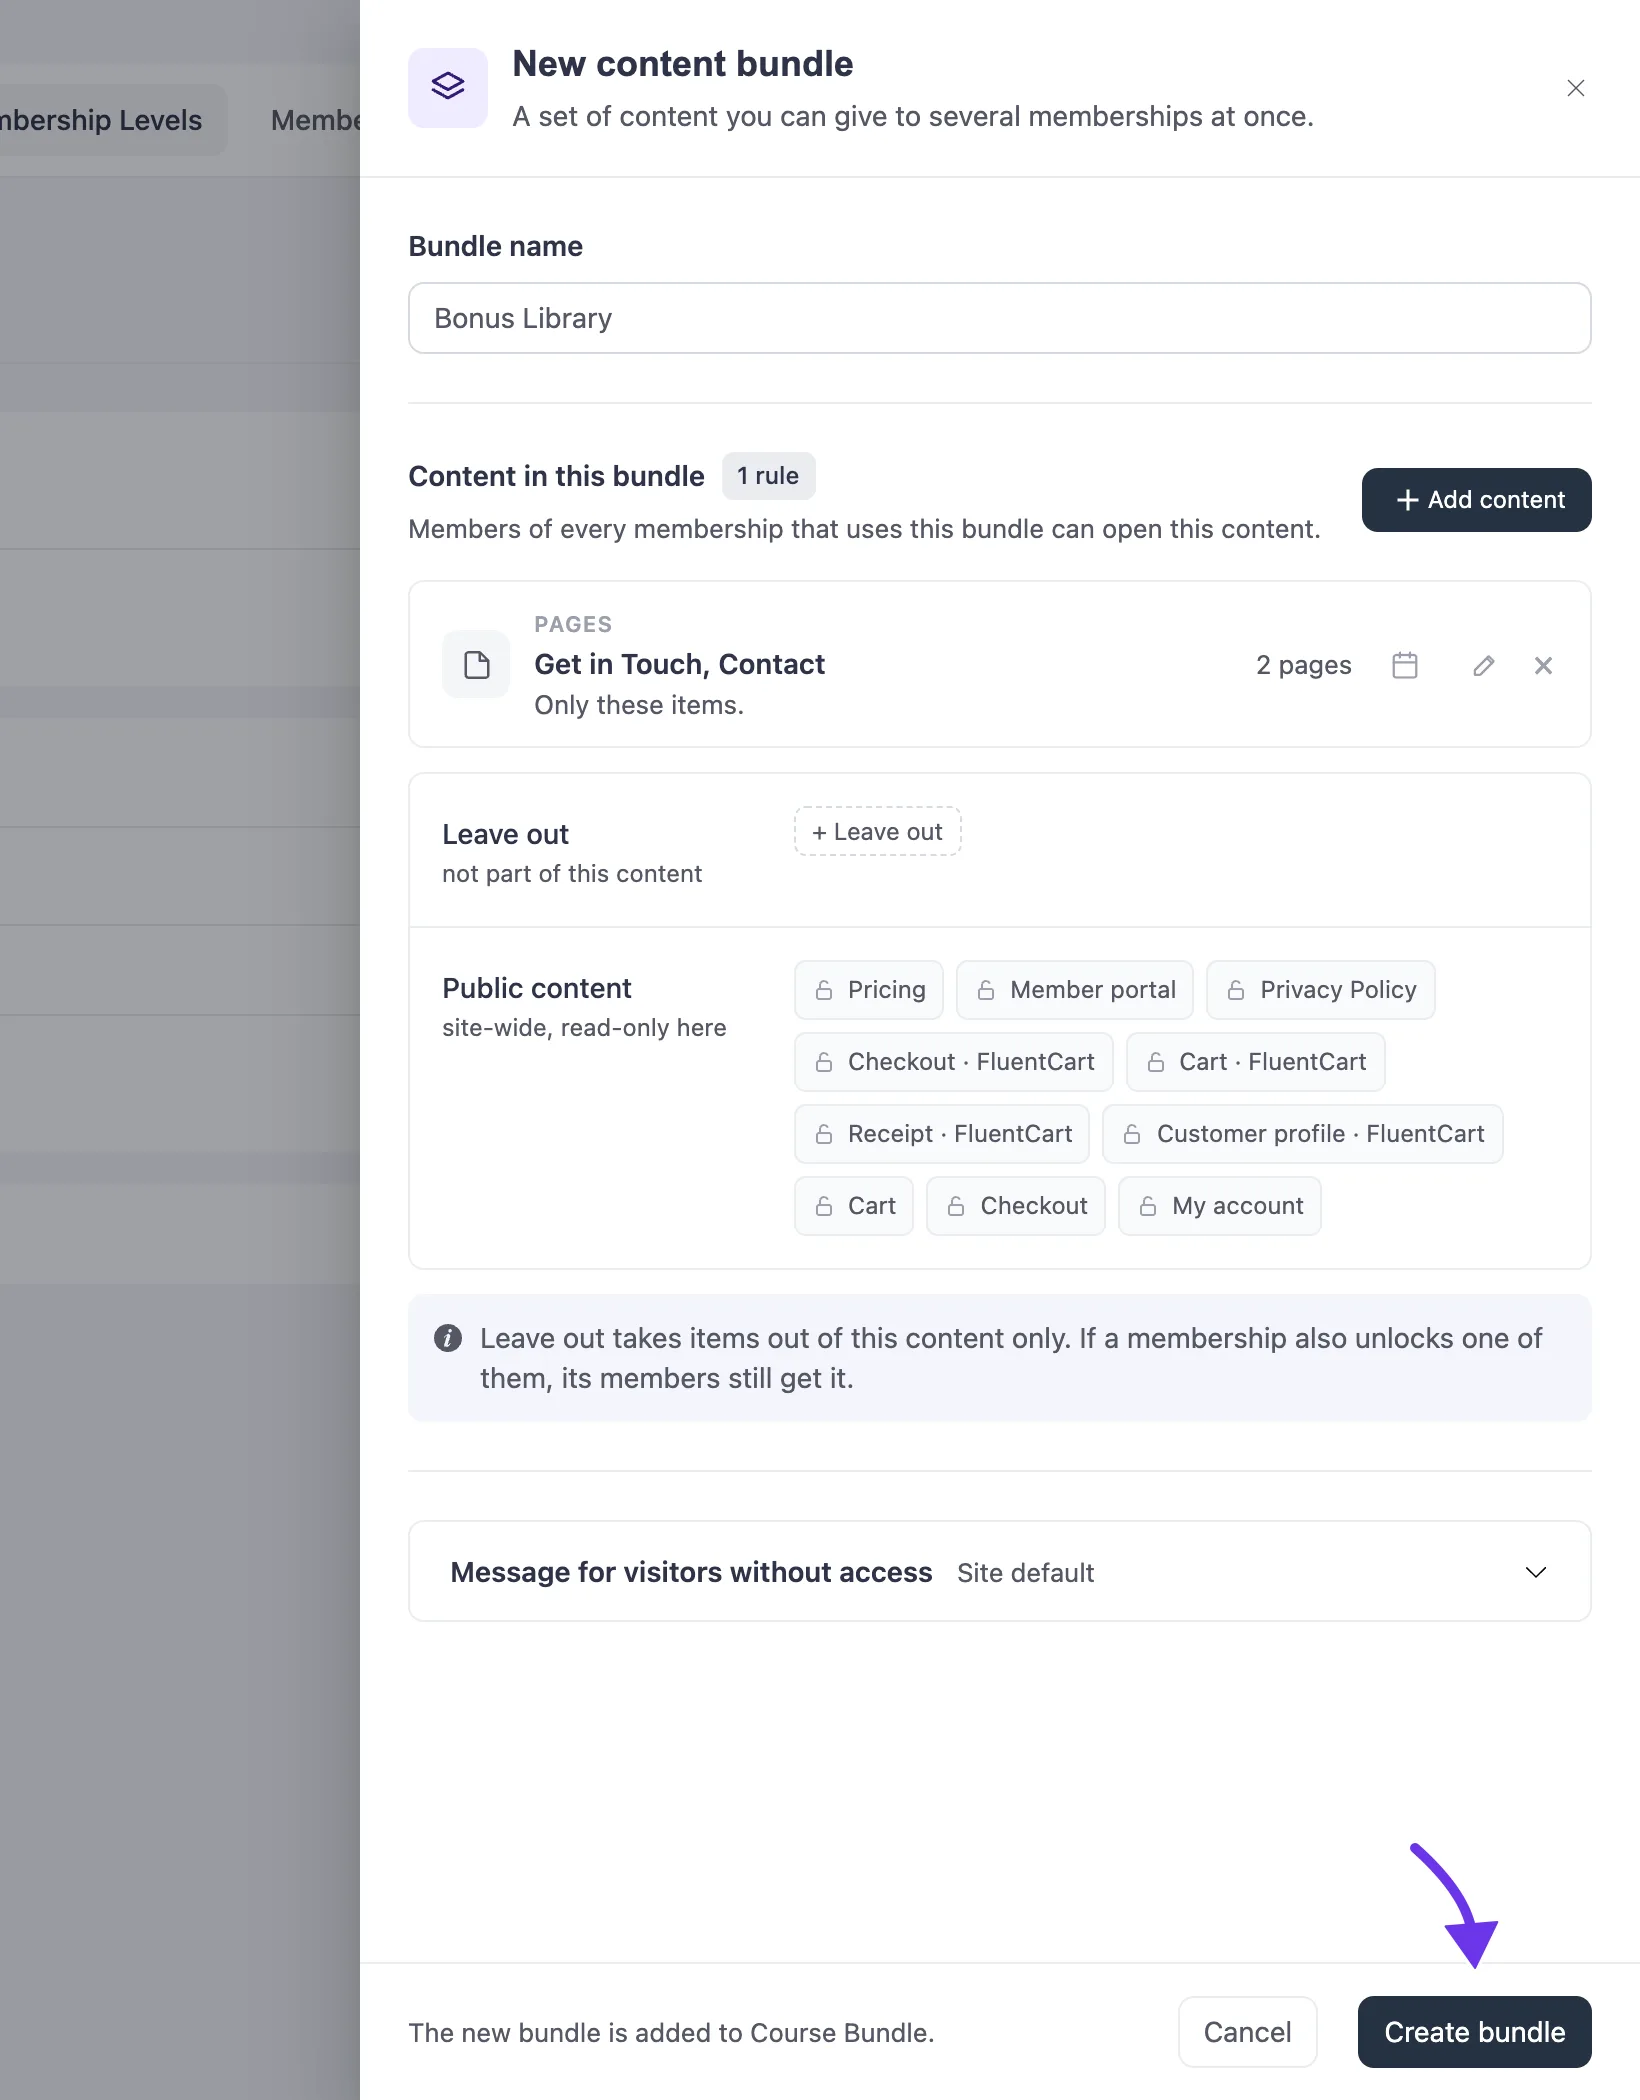 New content bundle
A set of content you can give to several memberships at once.
mbership Levels
Membe
Bundle name
Bonus Library
Content in this bundle
1 rule
+ Add content
Members of every membership that uses this bundle can open this content.
PAGES
Get in Touch, Contact
Only these items.
2 pages
Leave out
not part of this content
+ Leave out
Public content
site-wide, read-only here
Pricing
Member portal
Privacy Policy
Checkout · FluentCart
Cart · FluentCart
Receipt · FluentCart
Customer profile · FluentCart
Cart
Checkout
My account
Leave out takes items out of this content only. If a membership also unlocks one of
them, its members still get it.
Message for visitors without access
Site default
The new bundle is added to Course Bundle.
Cancel
Create bundle